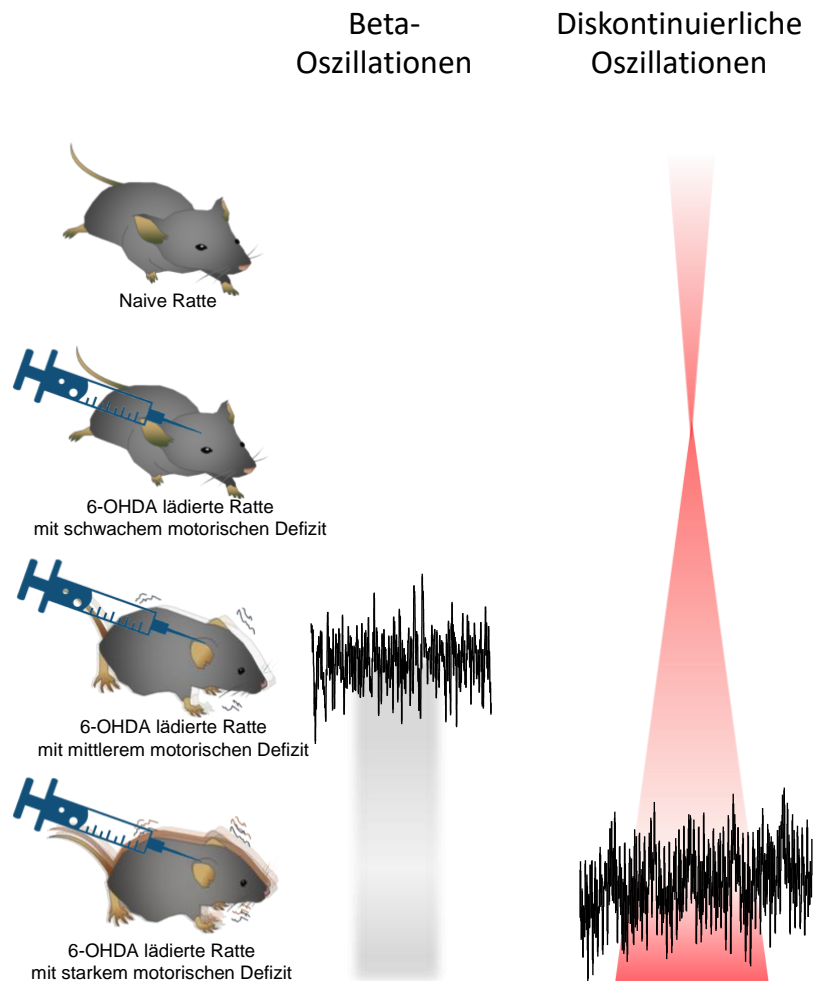 Beta-
Oszillationen
Diskontinuierliche
Oszillationen
Naive Ratte
6-OHDA lädierte Ratte
mit schwachem motorischen Defizit
6-OHDA lädierte Ratte
mit mittlerem motorischen Defizit
6-OHDA lädierte Ratte
mit starkem motorischen Defizit